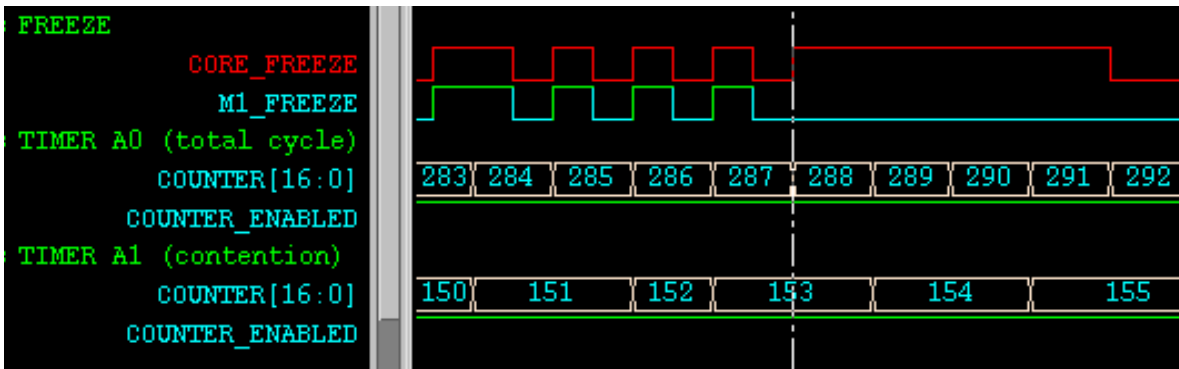 FREEZE
CORE_FREEZE
M1_FREEZE
TIMER A0 (total cycle)
COUNTER[16:0] 283 284 285 286 287 288 289 290 291 292
COUNTER_ENABLED
TIMER A1 (contention)
COUNTER[16:0] 150 151 152 153 154 155
COUNTER_ENABLED